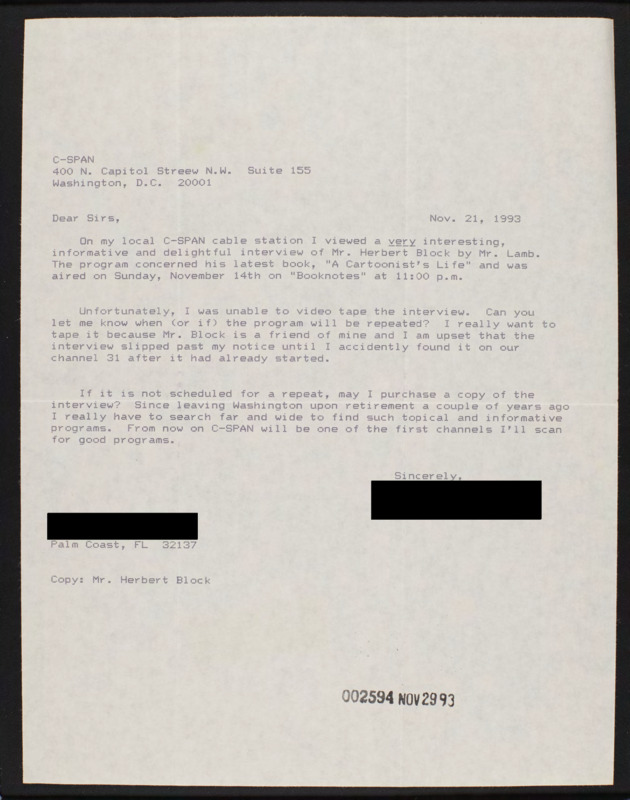 C-SPAN
400 N. Capitol Streew N.W.  Suite 155
Washington, D.C.  20001
Dear Sirs,    Nov. 21, 1993
On my local C-SPAN cable station I viewed a very interesting,
informative and delightful interview of Mr. Herbert Block by Mr. Lamb.
The program concerned his latest book, "A Cartoonist's Life" and was
aired on Sunday, November 14th on "Booknotes" at 11:00 p.m.
Unfortunately, I was unable to video tape the interview.  Can you
let me know when (or if) the program will be repeated?  I really want to
tape it because Mr. Block is a friend of mine and I am upset that the
interview slipped past my notice until I accidently found it on our
channel 31 after it had already started.
If it is not scheduled for a repeat, may I purchase a copy of the
interview?  Since leaving Washington upon retirement a couple of years ago
I really have to search far and wide to find such topical and informative
programs.  From now on C-SPAN will be one of the first channels I'll scan
for good programs.
Sincerely,
Palm Coast, FL  32137
Copy: Mr. Herbert Block
002594 NOV 29 93